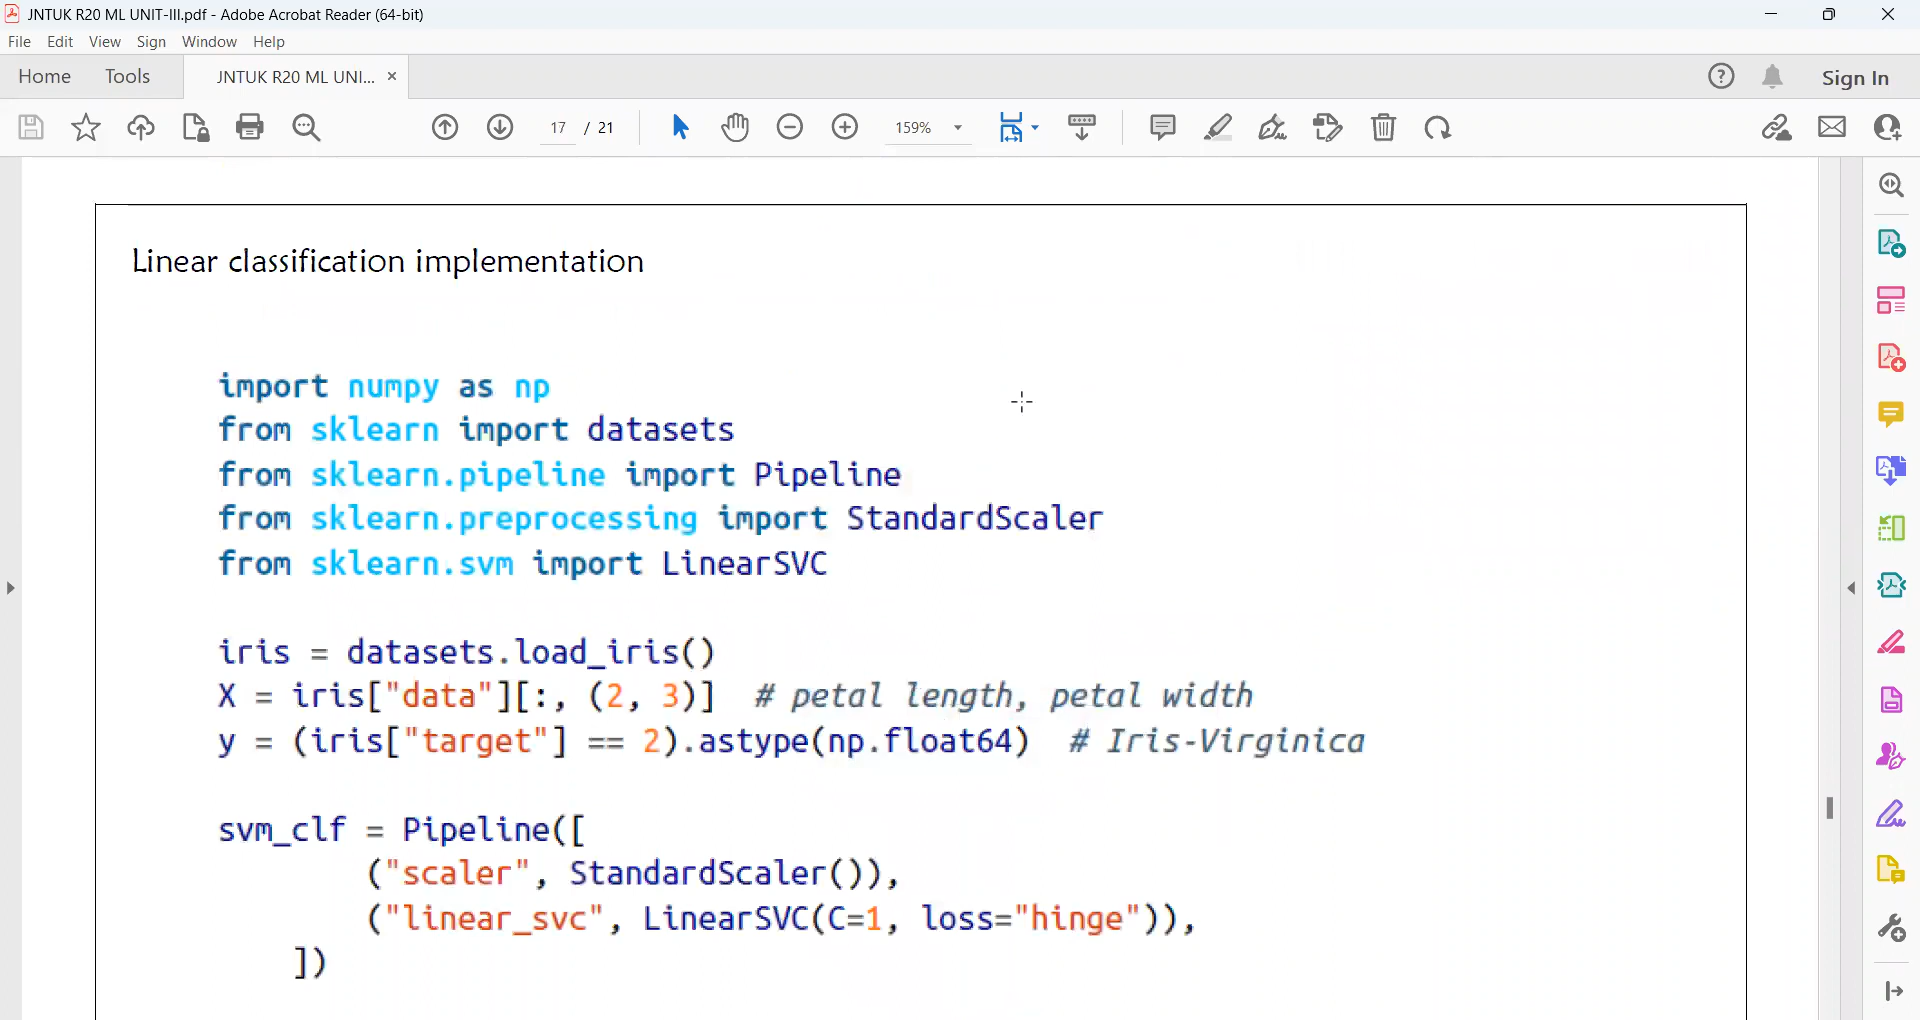 JNTUK R20 ML UNIT-III.pdf - Adobe Acrobat Reader (64-bit)
File Edit View Sign Window Help
Home Tools JNTUK R20 ML UNI... × Sign In
17 / 21 159%
Linear classification implementation
import numpy as np
from sklearn import datasets
from sklearn.pipeline import Pipeline
from sklearn.preprocessing import StandardScaler
from sklearn.svm import LinearSVC
iris = datasets.load_iris()
X = iris["data"][:, (2, 3)]  # petal length, petal width
y = (iris["target"] == 2).astype(np.float64)  # Iris-Virginica
svm_clf = Pipeline([
        ("scaler", StandardScaler()),
        ("linear_svc", LinearSVC(C=1, loss="hinge")),
    ])